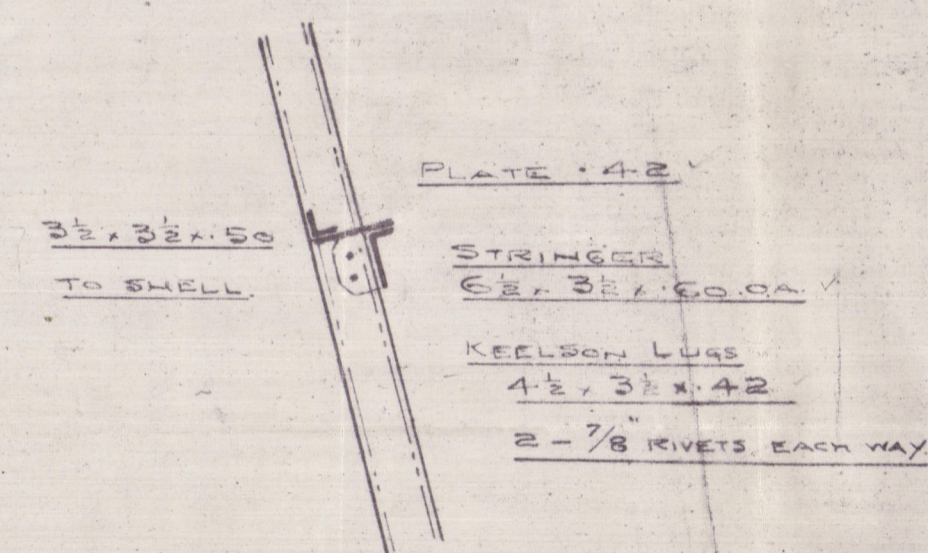 PLATE .42
3½ x 3½ x .50
TO SHELL.
STRINGER
6½ x 3½ x .60.O.A.
KEELSON LUGS
4½ x 3½ x .42
2 - 7/8" RIVETS EACH WAY.